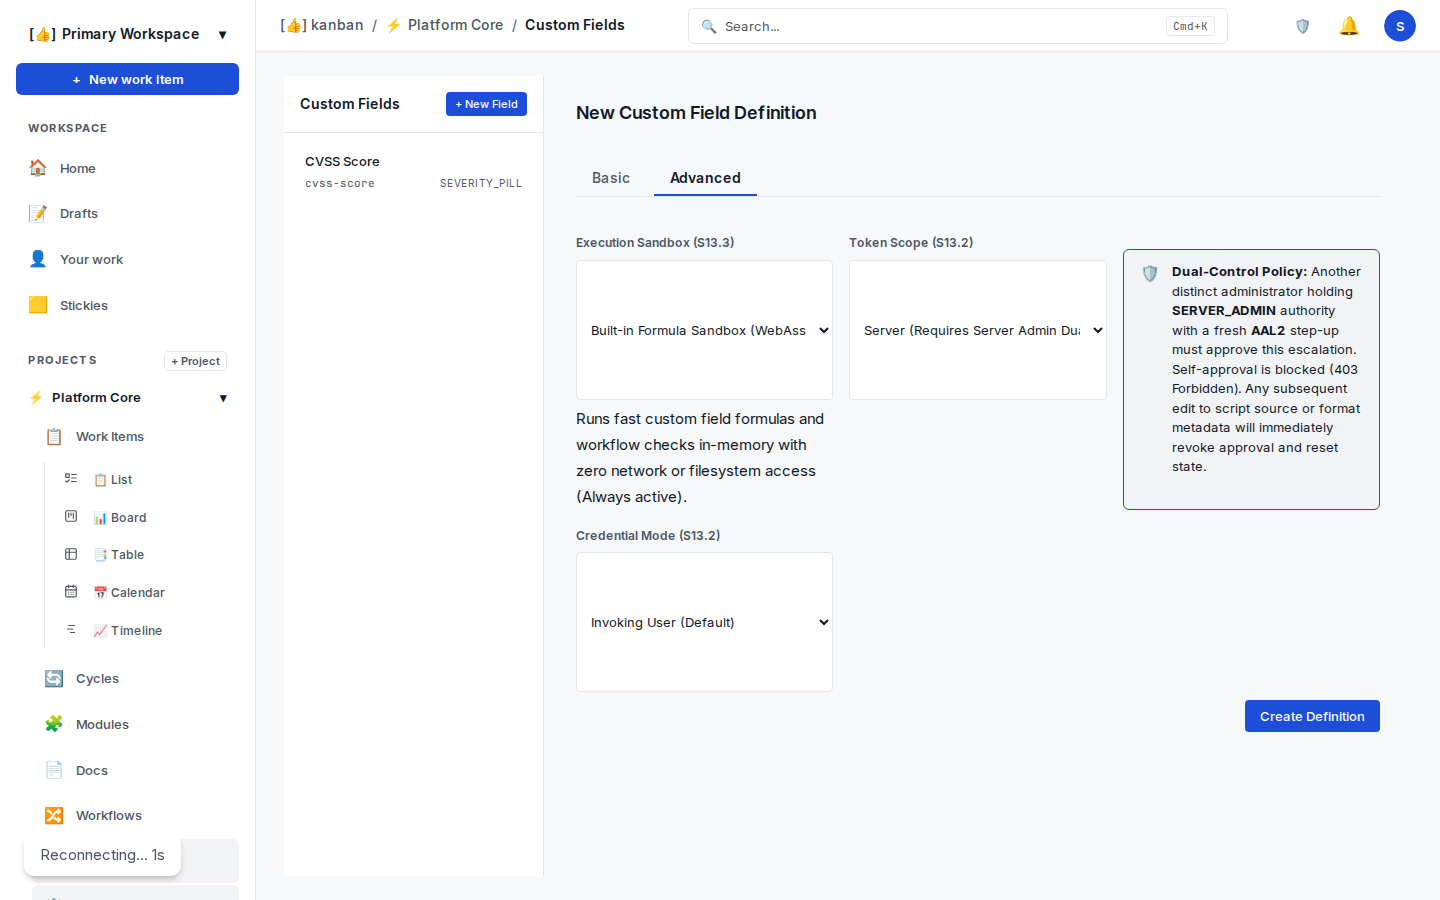 [👍] Primary Workspace ▼
+ New work item
WORKSPACE
🏠 Home
📝 Drafts
👤 Your work
🟨 Stickies
PROJECTS
+ Project
⚡ Platform Core ▼
📋 Work Items
📋 List
📊 Board
📑 Table
📅 Calendar
📈 Timeline
🔄 Cycles
🧩 Modules
📄 Docs
🔀 Workflows
Reconnecting... 1s
[👍] kanban / ⚡ Platform Core / Custom Fields
🔍 Search...
Cmd+K
S
Custom Fields
+ New Field
CVSS Score
cvss-score
SEVERITY_PILL
New Custom Field Definition
Basic
Advanced
Execution Sandbox (S13.3)
Built-in Formula Sandbox (WebAss
Runs fast custom field formulas and
workflow checks in-memory with
zero network or filesystem access
(Always active).
Token Scope (S13.2)
Server (Requires Server Admin Dua
🛡️ Dual-Control Policy: Another
distinct administrator holding
SERVER_ADMIN authority
with a fresh AAL2 step-up
must approve this escalation.
Self-approval is blocked (403
Forbidden). Any subsequent
edit to script source or format
metadata will immediately
revoke approval and reset
state.
Credential Mode (S13.2)
Invoking User (Default)
Create Definition